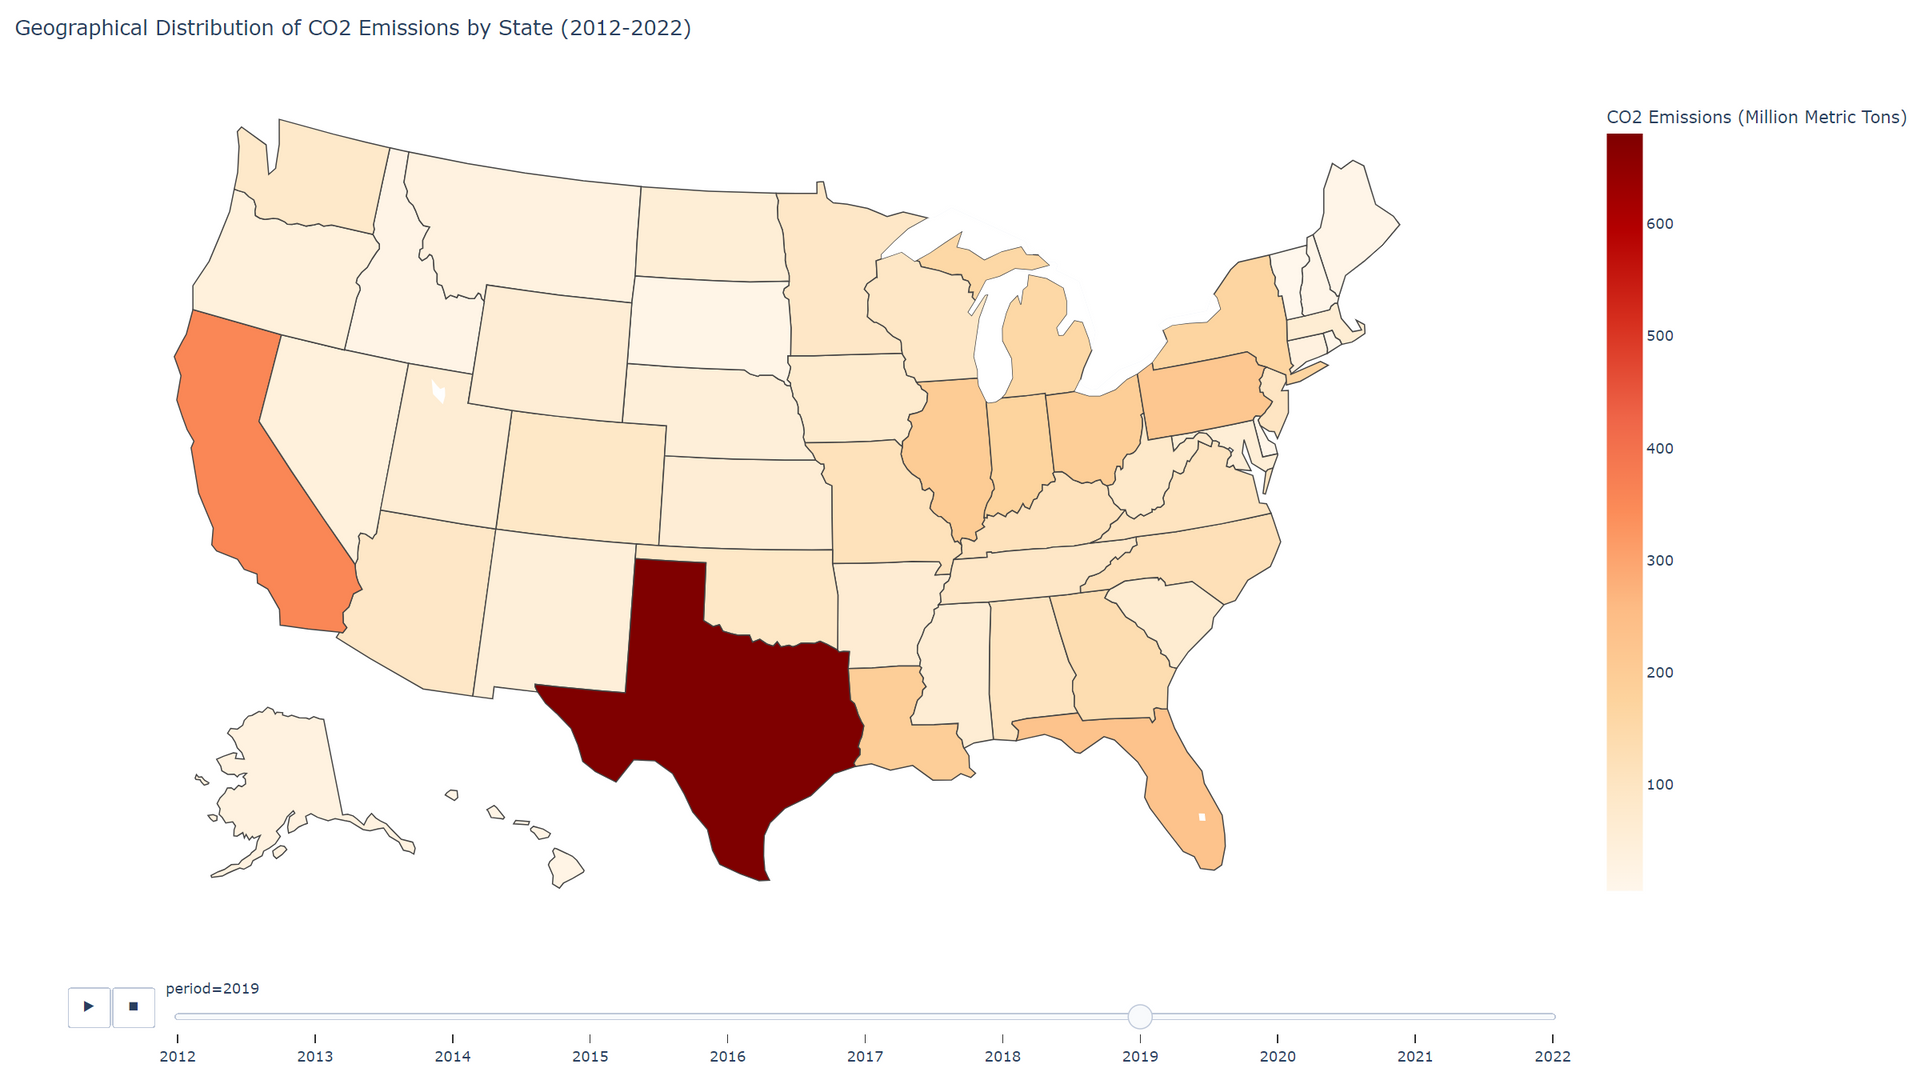 Geographical Distribution of CO2 Emissions by State (2012-2022)
CO2 Emissions (Million Metric Tons)
600
500
400
300
200
100
period=2019
2012 2013 2014 2015 2016 2017 2018 2019 2020 2021 2022